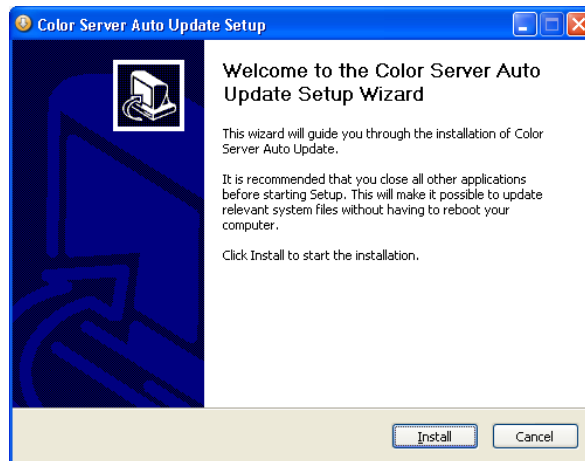 Color Server Auto Update Setup
Welcome to the Color Server Auto
Update Setup Wizard
This wizard will guide you through the installation of Color
Server Auto Update.
It is recommended that you close all other applications
before starting Setup. This will make it possible to update
relevant system files without having to reboot your
computer.
Click Install to start the installation.
Install
Cancel